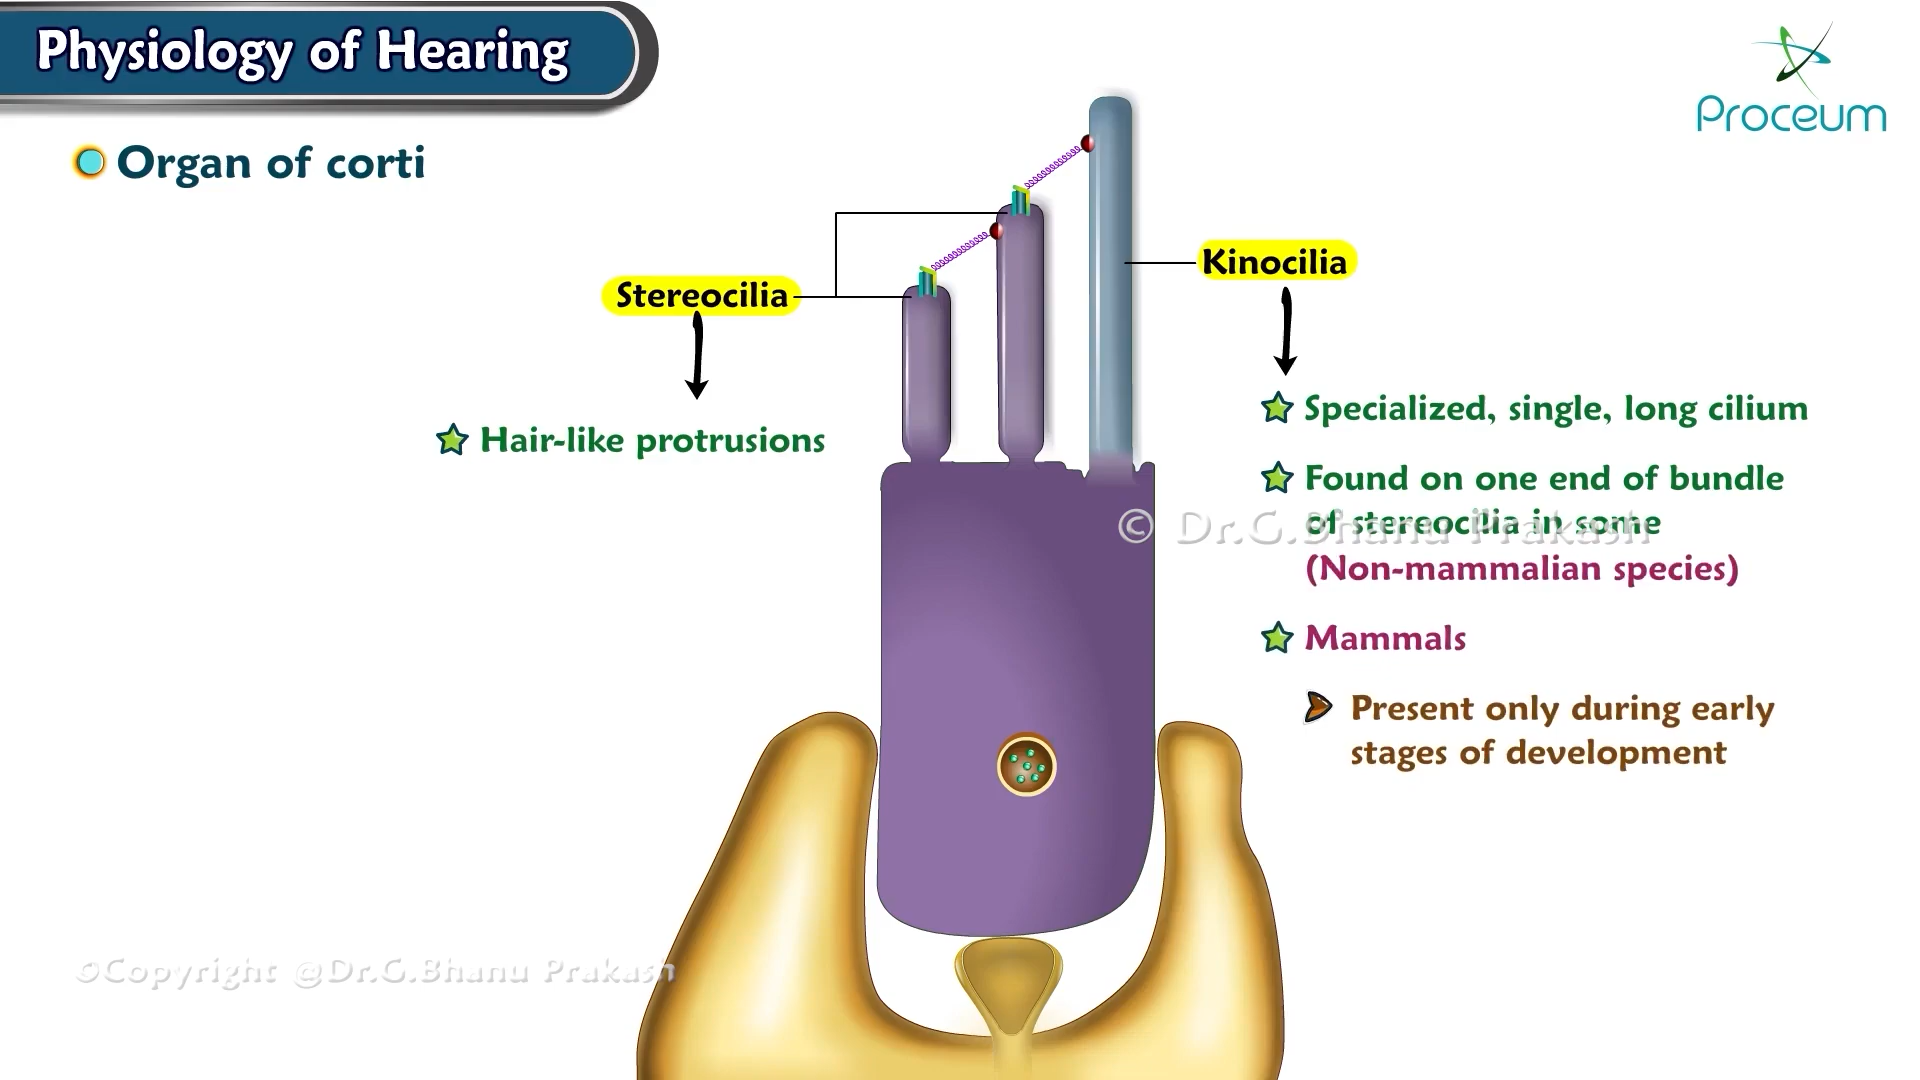 Physiology of Hearing
Proceum
Organ of corti
Stereocilia
Hair-like protrusions
Kinocilia
Specialized, single, long cilium
Found on one end of bundle
of stereocilia in some
(Non-mammalian species)
© Dr.G.Bhanu Prakash
Mammals
Present only during early
stages of development
©Copyright @Dr.G.Bhanu Prakash